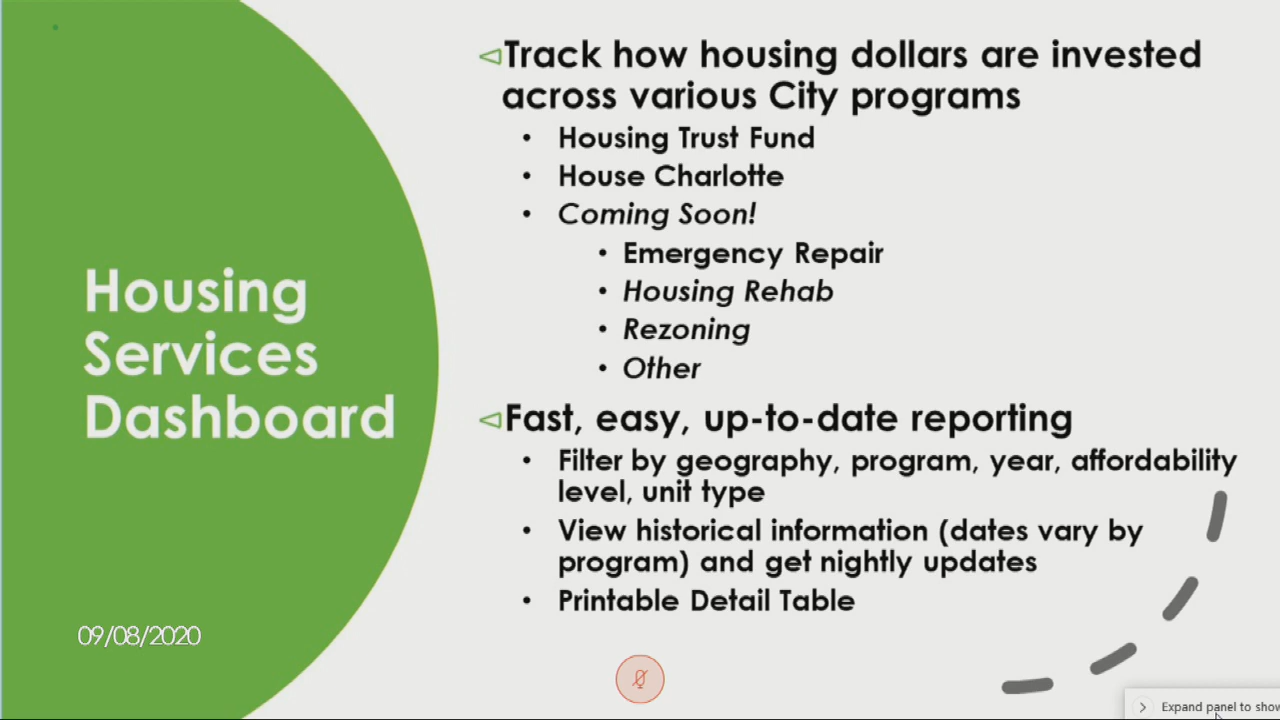 Housing
Services
Dashboard
09/08/2020
Track how housing dollars are invested
across various City programs
• Housing Trust Fund
• House Charlotte
• Coming Soon!
• Emergency Repair
• Housing Rehab
• Rezoning
• Other
Fast, easy, up-to-date reporting
• Filter by geography, program, year, affordability
level, unit type
• View historical information (dates vary by
program) and get nightly updates
• Printable Detail Table
Expand panel to show